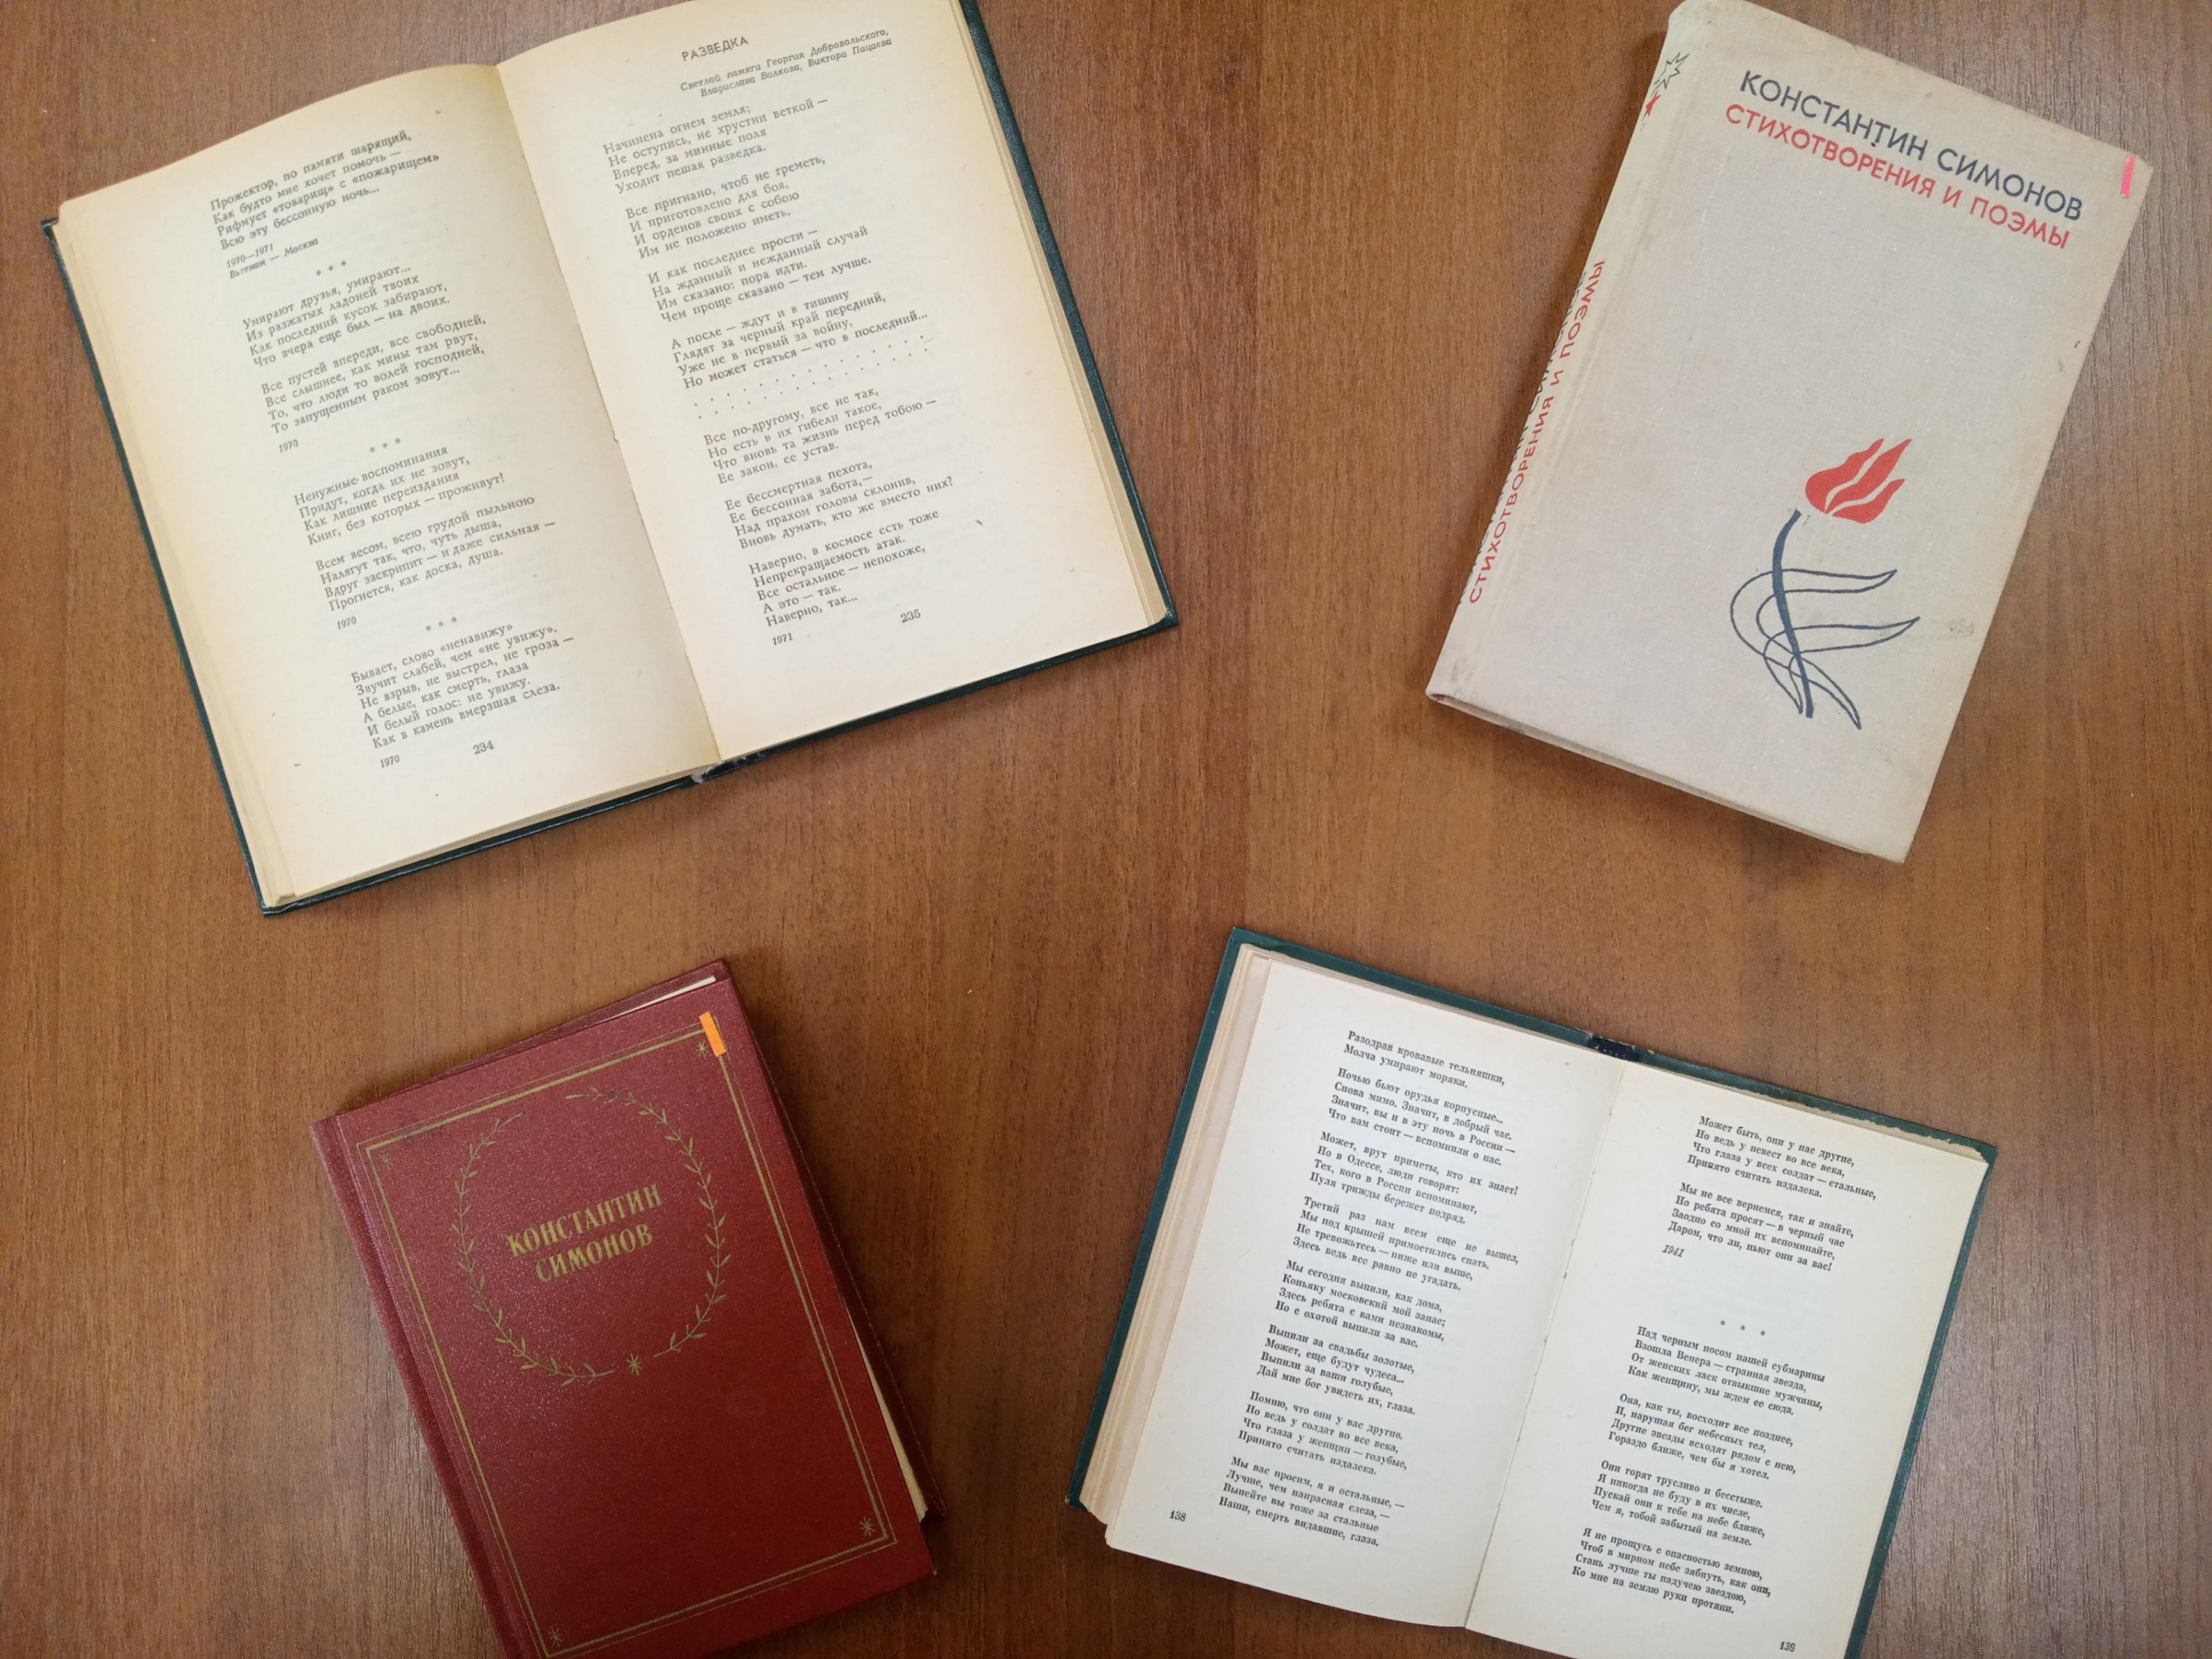 Прожектор, по памяти шарящий,
Как будто мне хочет помочь —
Рифмует «товарищ» с «пожарищем»
Всю эту бессонную ночь...
1970—1971
Вьетнам — Москва
* * *
Умирают друзья, умирают...
Из разжатых ладоней твоих
Как последний кусок забирают,
Что вчера еще был — на двоих.
Все пустей впереди, все свободней,
Все слышнее, как мины там рвут,
То, что люди то волей господней,
То запущенным раком зовут...
1970
* * *
Ненужные воспоминания
Придут, когда их не зовут,
Как лишние переиздания
Книг, без которых — проживут!
Всем весом, всею грудой пыльною
Налягут так, что, чуть дыша,
Вдруг заскрипит — и даже сильная —
Прогнется, как доска, душа.
1970
* * *
Бывает, слово «ненавижу»
Звучит слабей, чем «не увижу».
Не взрыв, не выстрел, не гроза —
А белые, как смерть, глаза
И белый голос: не увижу.
Как в камень вмерзшая слеза.
1970
234
РАЗВЕДКА
Светлой памяти Георгия Добровольского,
Владислава Волкова, Виктора Пацаева
Начинена огнем земля;
Не оступись, не хрустни веткой —
Вперед, за минные поля
Уходит пешая разведка.
Все пригнано, чтоб не греметь,
И приготовлено для боя,
И орденов своих с собою
Им не положено иметь.
И как последнее прости —
На жданный и нежданный случай
Им сказано: пора идти.
Чем проще сказано — тем лучше.
А после — ждут и в тишину
Глядят за черный край передний,
Уже не в первый за войну,
Но может статься — что в последний...
. . . . . . . . . . . .
. . . . . . . . . . . .
Все по-другому, все не так,
Но есть в их гибели такое,
Что вновь та жизнь перед тобою —
Ее закон, ее устав.
Ее бессмертная пехота,
Ее бессонная забота,—
Над прахом головы склонив,
Вновь думать, кто же вместо них?
Наверно, в космосе есть тоже
Непрекращаемость атак.
Все остальное — непохоже,
А это — так.
Наверно, так...
1971
235
КОНСТАНТИН СИМОНОВ
СТИХОТВОРЕНИЯ И ПОЭМЫ
СТИХОТВОРЕНИЯ И ПОЭМЫ
КОНСТАНТИН
СИМОНОВ
Разодрав кровавые тельняшки,
Молча умирают моряки.
Ночью бьют орудья корпусные...
Снова мимо. Значит, в добрый час.
Значит, вы и в эту ночь в России —
Что вам стоит — вспомнили о нас.
Может, врут приметы, кто их знает!
Но в Одессе люди говорят:
Тех, кого в России вспоминают,
Пуля трижды бережет подряд.
Третий раз нам всем еще не вышел,
Мы под крышей примостились спать.
Не тревожьтесь — ниже или выше,
Здесь ведь все равно не угадать.
Мы сегодня выпили, как дома,
Коньяку московский мой запас;
Здесь ребята с вами незнакомы,
Но с охотой выпили за вас.
Выпили за свадьбы золотые,
Может, еще будут чудеса...
Выпили за ваши голубые,
Дай мне бог увидеть их, глаза.
Помню, что они у вас другие.
Но ведь у солдат во все века,
Что глаза у женщин — голубые,
Принято считать издалека.
Мы вас просим, я и остальные, —
Лучше, чем напрасная слеза, —
Выпейте вы тоже за стальные
Наши, смерть видавшие, глаза.
138
Может быть, они у нас другие,
Но ведь у невест во все века,
Что глаза у всех солдат — стальные,
Принято считать издалека.
Мы не все вернемся, так и знайте,
Но ребята просят — в черный час
Заодно со мной их вспоминайте,
Даром, что ли, пьют они за вас!
1941
* * *
Над черным носом нашей субмарины
Взошла Венера — странная звезда,
От женских ласк отвыкшие мужчины,
Как женщину, мы ждем ее сюда.
Она, как ты, восходит все позднее,
И, нарушая бег небесных тел,
Другие звезды всходят рядом с нею,
Гораздо ближе, чем бы я хотел.
Они горят трусливо и бесстыже.
Я никогда не буду в их числе,
Пускай они к тебе на небе ближе,
Чем я, тобой забытый на земле.
Я не прощусь с опасностью земною,
Чтоб в мирном небе зябнуть, как они,
Стань лучше ты падучею звездою,
Ко мне на землю руки протяни.
139